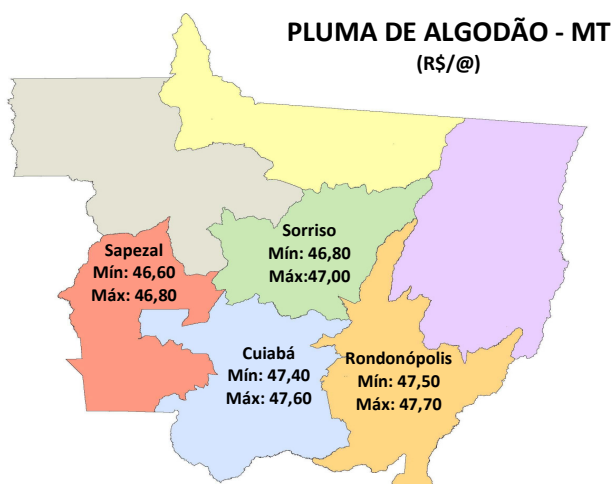 PLUMA DE ALGODÃO - MT
(R$/@)
Sorriso
Mín: 46,80
Máx:47,00
Sapezal
Mín: 46,60
Máx: 46,80
Cuiabá
Mín: 47,40
Máx: 47,60
Rondonópolis
Mín: 47,50
Máx: 47,70